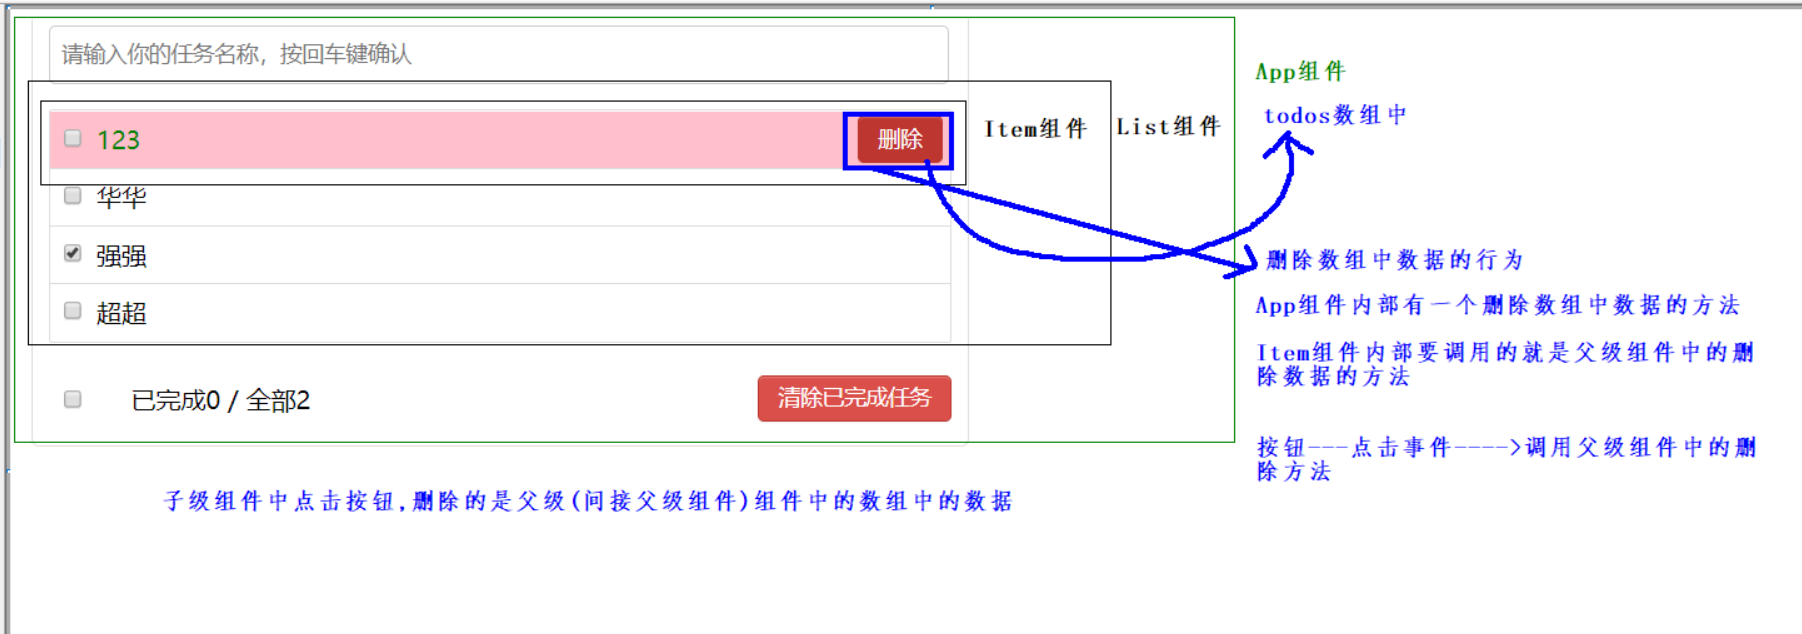 请输入你的任务名称，按回车键确认
App组件
todos数组中
123
删除
Item组件
List组件
华华
强强
删除数组中数据的行为
App组件内部有一个删除数组中数据的方法
超超
Item组件内部要调用的就是父级组件中的删
除数据的方法
已完成0 / 全部2
清除已完成任务
按钮---点击事件---->调用父级组件中的删
除方法
子级组件中点击按钮,删除的是父级(间接父级组件)组件中的数组中的数据